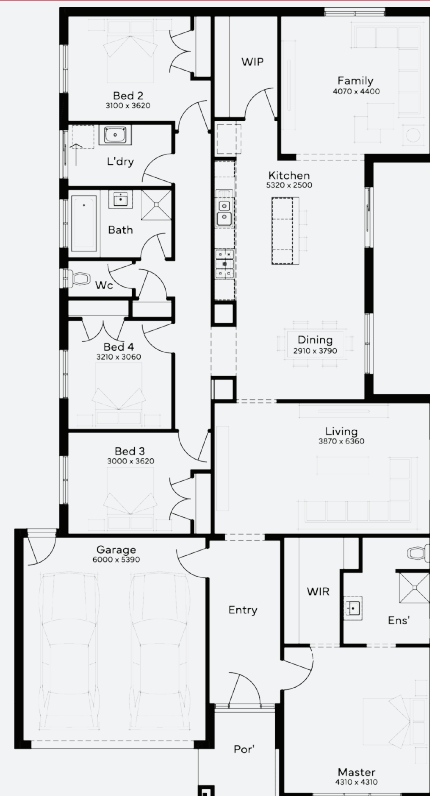 WIP
Family
4070 x 4400
Bed 2
3100 x 3620
L'dry
Kitchen
5320 x 2500
Bath
Wc
Dining
2910 x 3790
Bed 4
3210 x 3060
Living
3870 x 6360
Bed 3
3000 x 3620
Garage
6000 x 5390
WIR
Entry
Ens'
Por'
Master
4310 x 4310